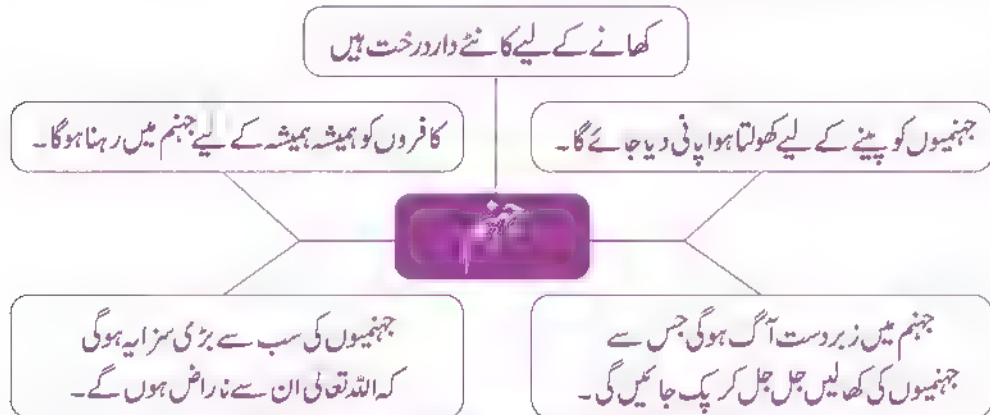 کھانے کے لیے کانٹے دار درخت ہیں
جہنمیوں کو پینے کے لیے کھولتا ہوا پانی دیا جائے گا۔
کافروں کو ہمیشہ ہمیشہ کے لیے جہنم میں رہنا ہوگا۔
جہنم
جہنم میں زبردست آگ ہوگی جس سے
جہنمیوں کی کھالیں جل جل کر پک جائیں گی۔
جہنمیوں کی سب سے بڑی سزا یہ ہوگی
کہ اللہ تعالیٰ ان سے ناراض ہوں گے۔